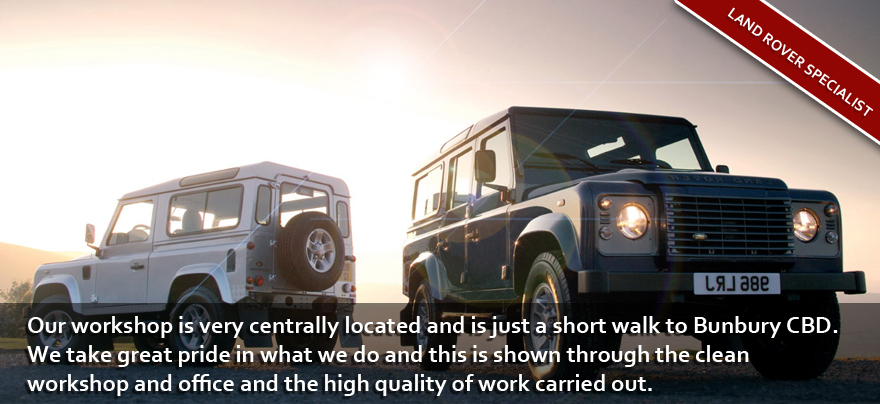 LAND ROVER SPECIALIST
Our workshop is very centrally located and is just a short walk to Bunbury CBD.
We take great pride in what we do and this is shown through the clean
workshop and office and the high quality of work carried out.